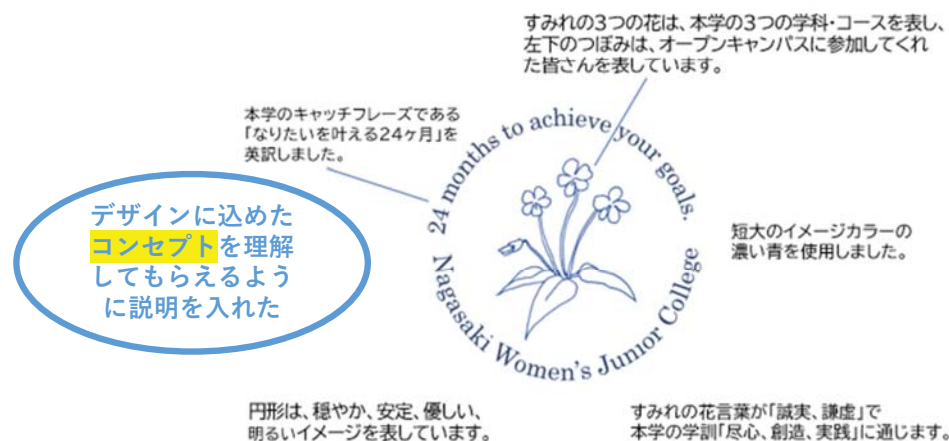 すみれの3つの花は、本学の3つの学科・コースを表し、
左下のつぼみは、オープンキャンパスに参加してくれ
た皆さんを表しています。
本学のキャッチフレーズである
「なりたいを叶える24ヶ月」を
英訳しました。
24 months to achieve your goals.
Nagasaki Women's Junior College
デザインに込めた
コンセプトを理解
してもらえるよう
に説明を入れた
短大のイメージカラーの
濃い青を使用しました。
円形は、穏やか、安定、優しい、
明るいイメージを表しています。
すみれの花言葉が「誠実、謙虚」で
本学の学訓「尽心、創造、実践」に通じます。